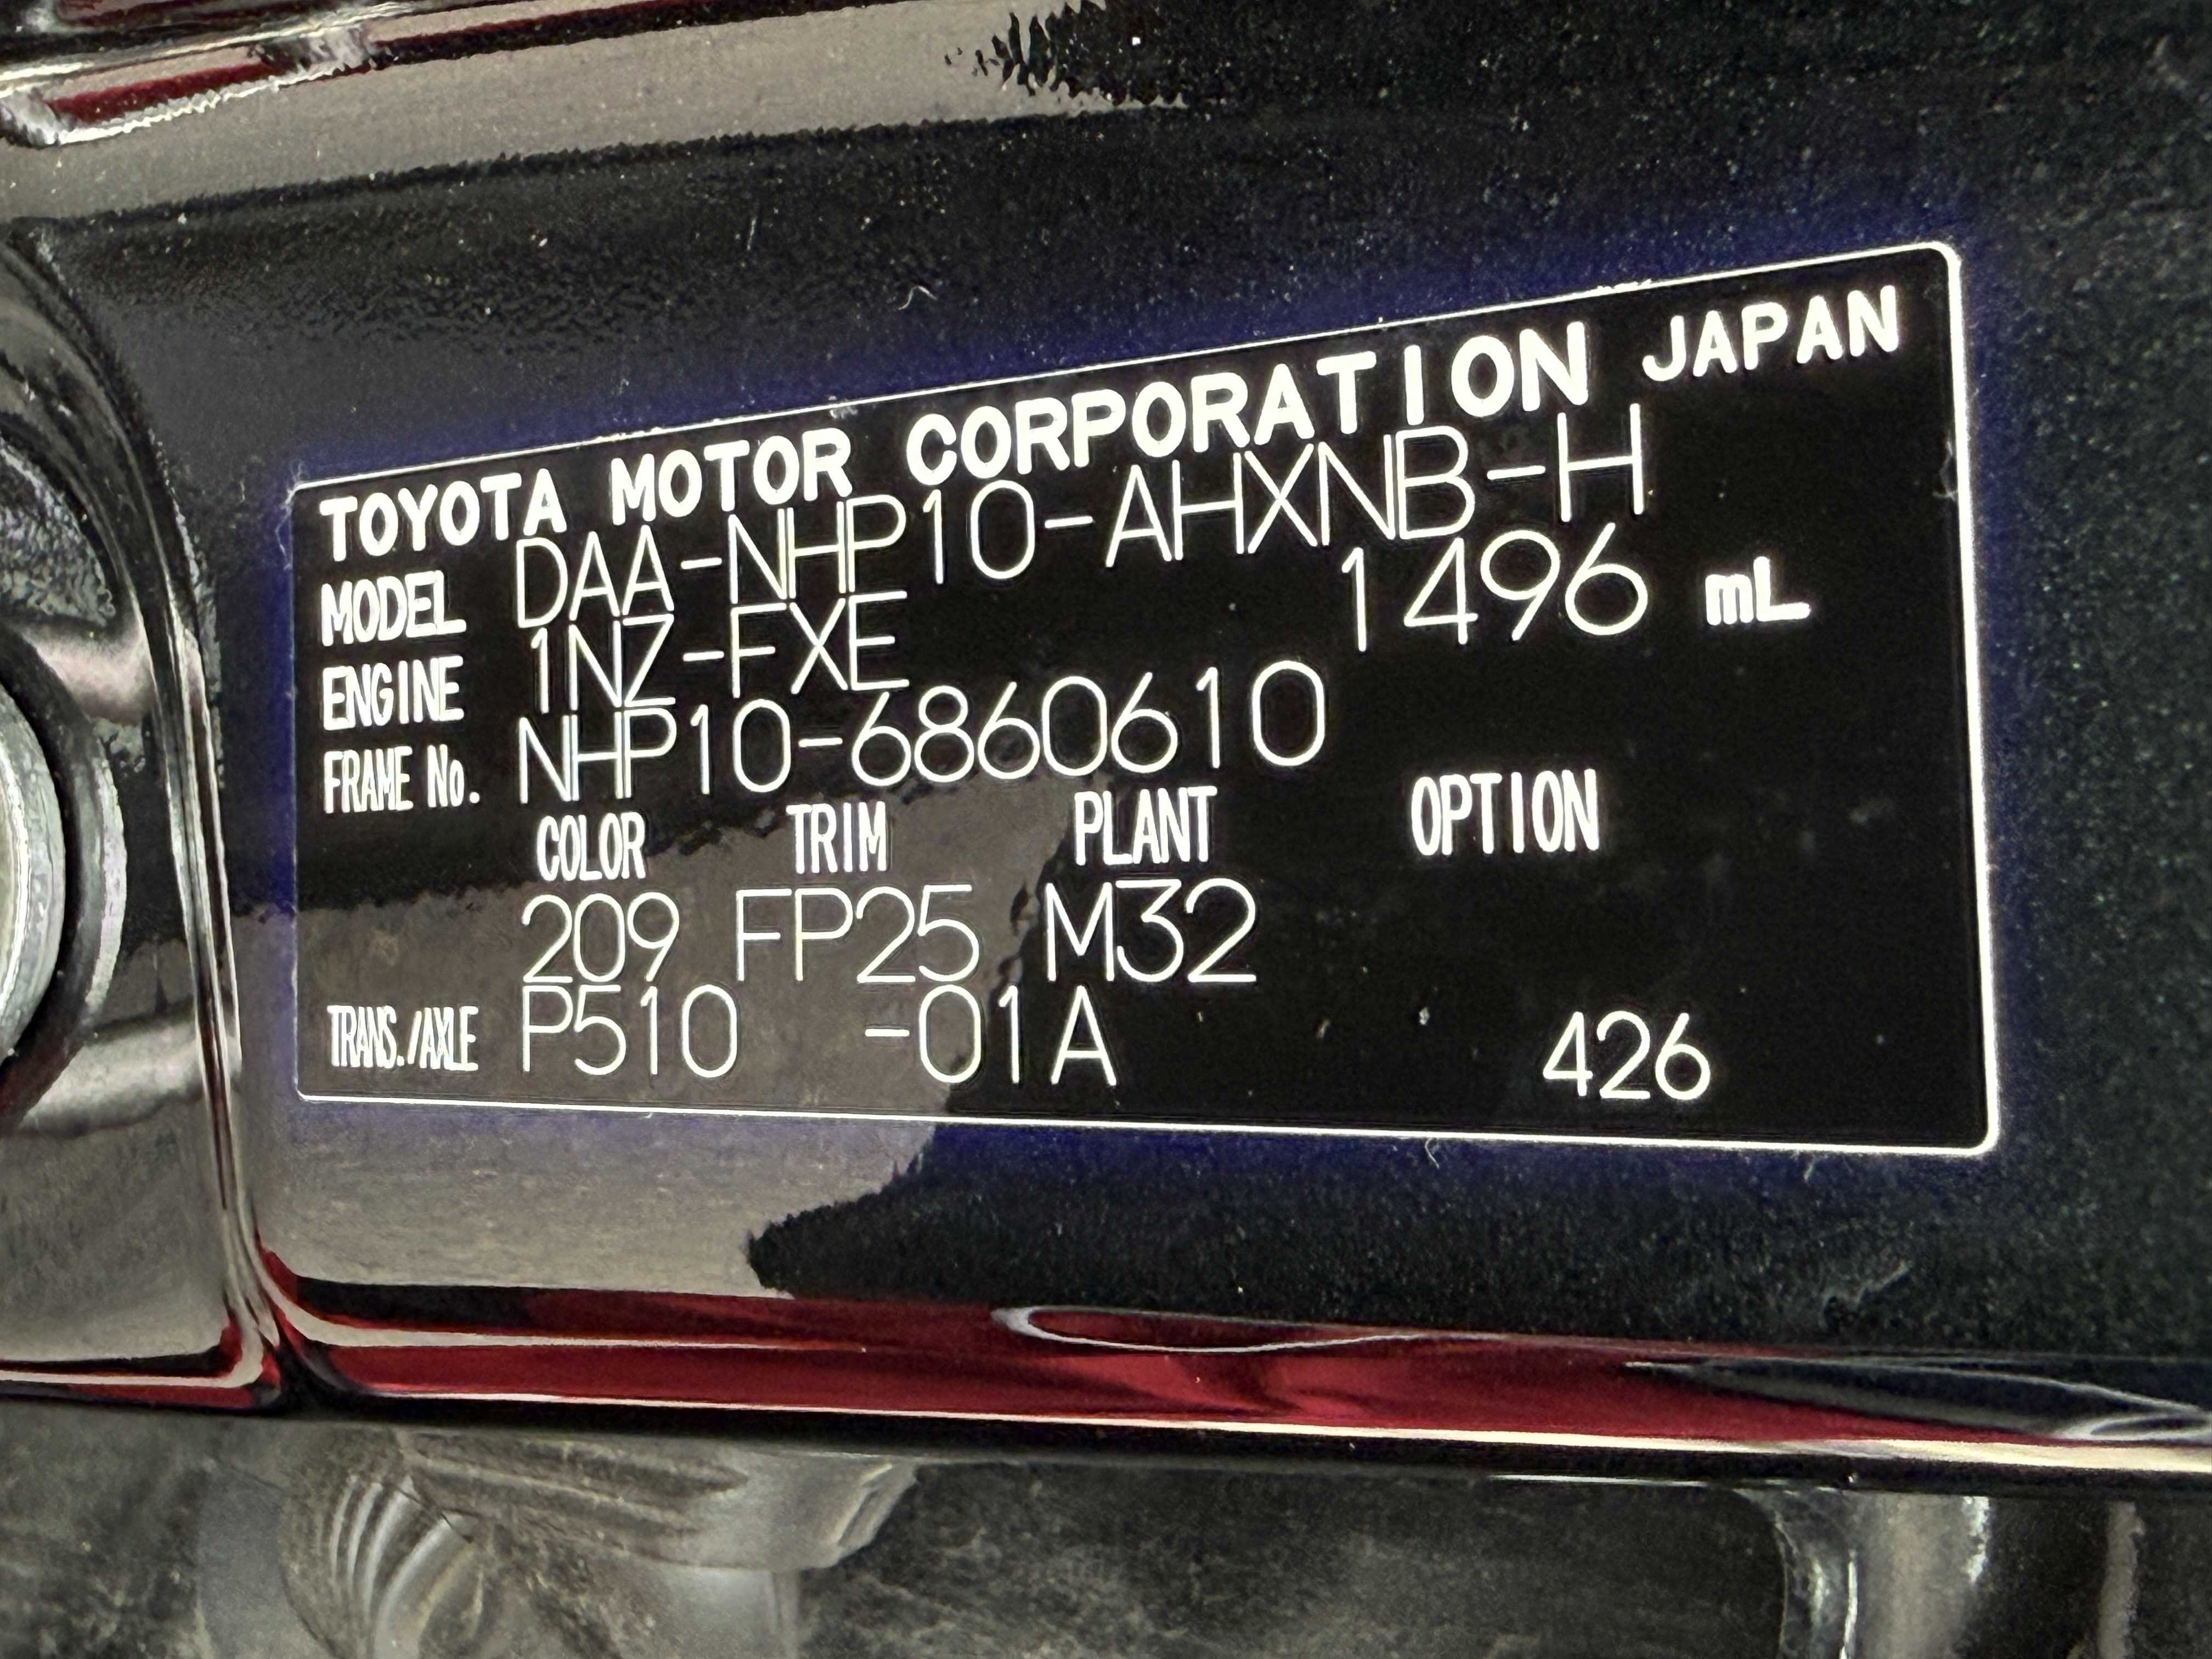 TOYOTA MOTOR CORPORATION JAPAN
MODEL DAA-NHP10-AHXNB-H
ENGINE 1NZ-FXE 1496 mL
FRAME No. NHP10-6860610
COLOR TRIM PLANT OPTION
209 FP25 M32
TRANS./AXLE P510 -01A 426